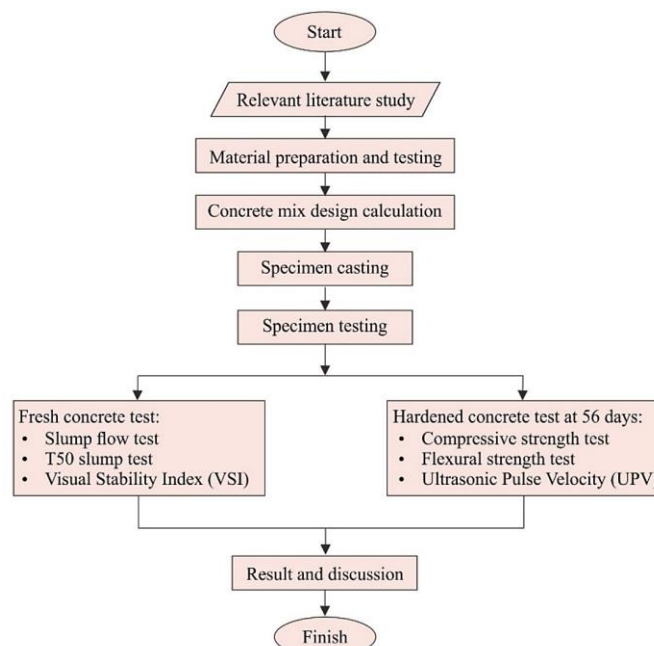 Start
Relevant literature study
Material preparation and testing
Concrete mix design calculation
Specimen casting
Specimen testing
Fresh concrete test:
• Slump flow test
• T50 slump test
• Visual Stability Index (VSI)
Hardened concrete test at 56 days:
• Compressive strength test
• Flexural strength test
• Ultrasonic Pulse Velocity (UPV
Result and discussion
Finish